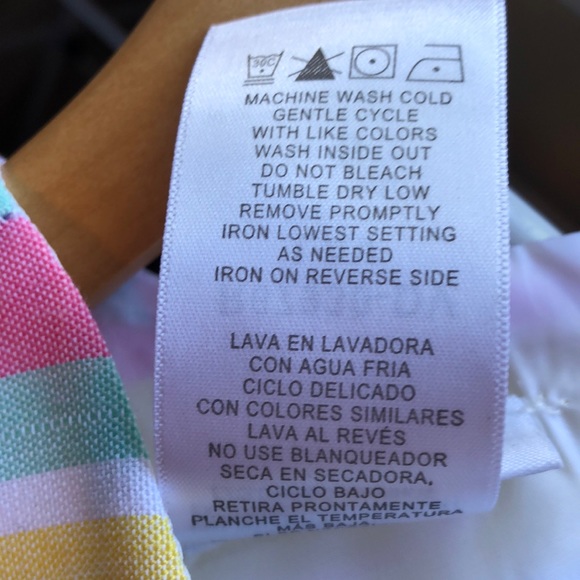 30C
MACHINE WASH COLD
GENTLE CYCLE
WITH LIKE COLORS
WASH INSIDE OUT
DO NOT BLEACH
TUMBLE DRY LOW
REMOVE PROMPTLY
IRON LOWEST SETTING
AS NEEDED
IRON ON REVERSE SIDE
LAVA EN LAVADORA
CON AGUA FRIA
CICLO DELICADO
CON COLORES SIMILARES
LAVA AL REVÉS
NO USE BLANQUEADOR
SECA EN SECADORA,
CICLO BAJO
RETIRA PRONTAMENTE
PLANCHE EL TEMPERATURA
MÁS BAJA